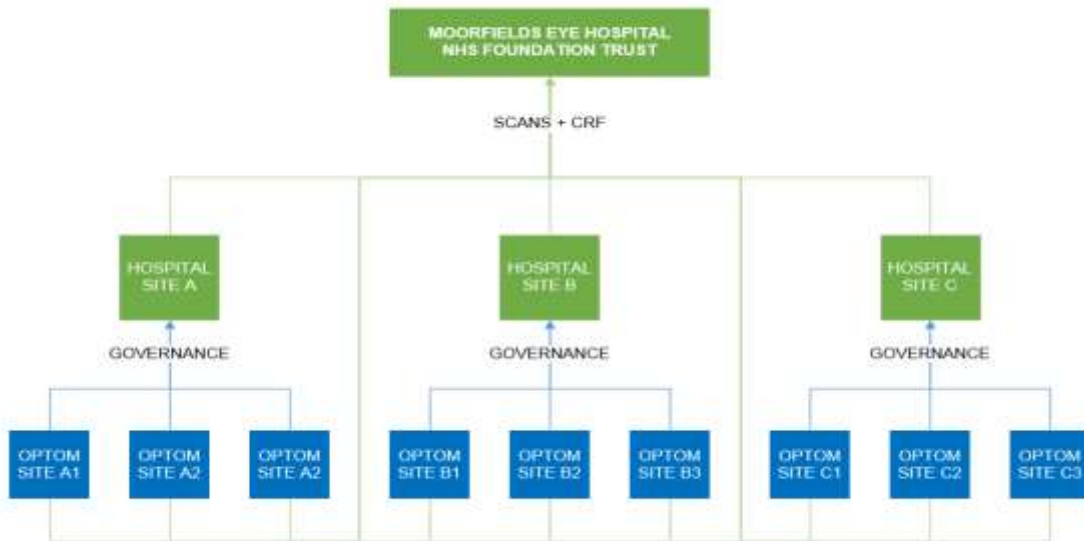 MOORFIELDS EYE HOSPITAL
NHS FOUNDATION TRUST
SCANS + CRF
HOSPITAL
SITE A
HOSPITAL
SITE B
HOSPITAL
SITE C
GOVERNANCE
GOVERNANCE
GOVERNANCE
OPTOM
SITE A1
OPTOM
SITE A2
OPTOM
SITE A2
OPTOM
SITE B1
OPTOM
SITE B2
OPTOM
SITE B3
OPTOM
SITE C1
OPTOM
SITE C2
OPTOM
SITE C3